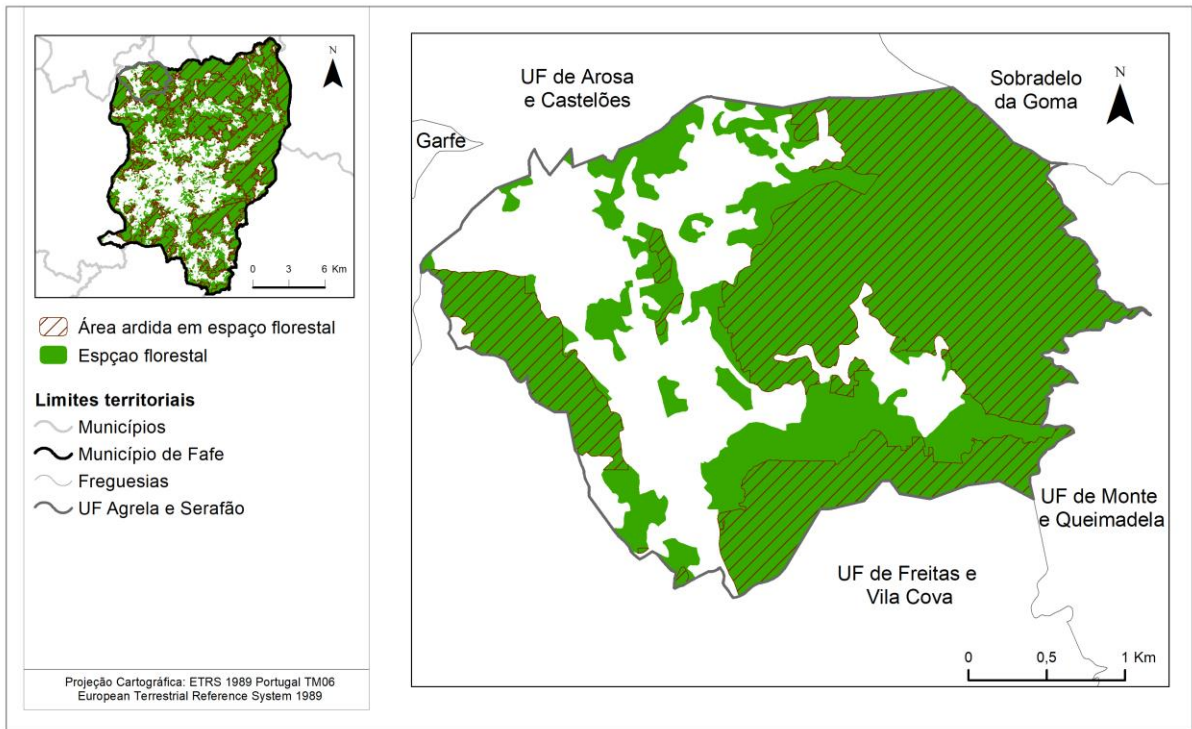 N
0 3 6 Km
Área ardida em espaço florestal
Espçao florestal
Limites territoriais
Municípios
Município de Fafe
Freguesias
UF Agrela e Serafão
Projeção Cartográfica: ETRS 1989 Portugal TM06
European Terrestrial Reference System 1989
UF de Arosa
e Castelões
Sobradelo
da Goma
N
Garfe
UF de Monte
e Queimadela
UF de Freitas e
Vila Cova
0 0,5 1 Km